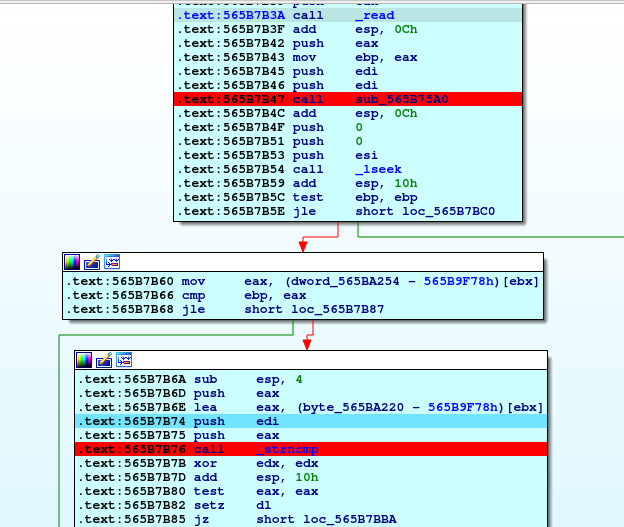 .text:565B7B3A call _read
.text:565B7B3F add esp, 0Ch
.text:565B7B42 push eax
.text:565B7B43 mov ebp, eax
.text:565B7B45 push edi
.text:565B7B46 push edi
.text:565B7B47 call sub_565B75A0
.text:565B7B4C add esp, 0Ch
.text:565B7B4F push 0
.text:565B7B51 push 0
.text:565B7B53 push esi
.text:565B7B54 call _lseek
.text:565B7B59 add esp, 10h
.text:565B7B5C test ebp, ebp
.text:565B7B5E jle short loc_565B7BC0
.text:565B7B60 mov eax, (dword_565BA254 - 565B9F78h)[ebx]
.text:565B7B66 cmp ebp, eax
.text:565B7B68 jle short loc_565B7B87
.text:565B7B6A sub esp, 4
.text:565B7B6D push eax
.text:565B7B6E lea eax, (byte_565BA220 - 565B9F78h)[ebx]
.text:565B7B74 push edi
.text:565B7B75 push eax
.text:565B7B76 call _strncmp
.text:565B7B7B xor edx, edx
.text:565B7B7D add esp, 10h
.text:565B7B80 test eax, eax
.text:565B7B82 setz dl
.text:565B7B85 jz short loc_565B7BBA